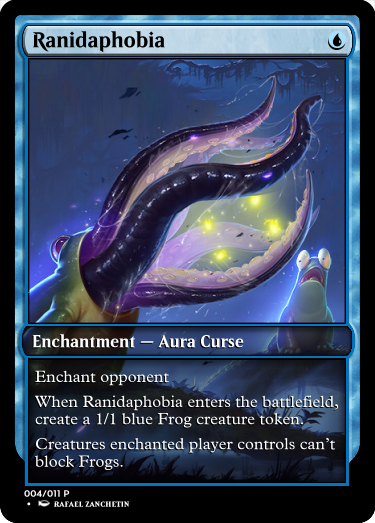 Ranidaphobia
Enchantment — Aura Curse
Enchant opponent
When Ranidaphobia enters the battlefield,
create a 1/1 blue Frog creature token.
Creatures enchanted player controls can't
block Frogs.
004/011 P
• RAFAEL ZANCHETIN